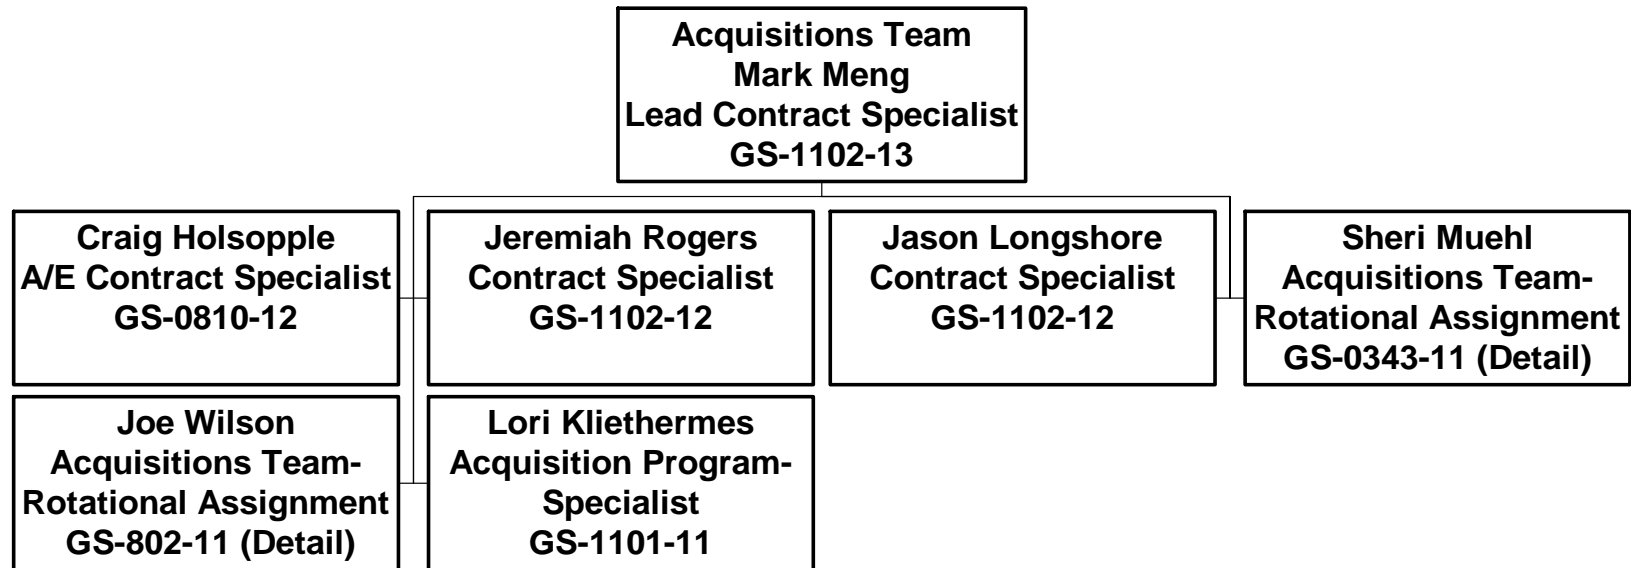 Acquisitions Team
Mark Meng
Lead Contract Specialist
GS-1102-13
Craig Holsopple
A/E Contract Specialist
GS-0810-12
Jeremiah Rogers
Contract Specialist
GS-1102-12
Jason Longshore
Contract Specialist
GS-1102-12
Sheri Muehl
Acquisitions Team-
Rotational Assignment
GS-0343-11 (Detail)
Joe Wilson
Acquisitions Team-
Rotational Assignment
GS-802-11 (Detail)
Lori Kliethermes
Acquisition Program-
Specialist
GS-1101-11